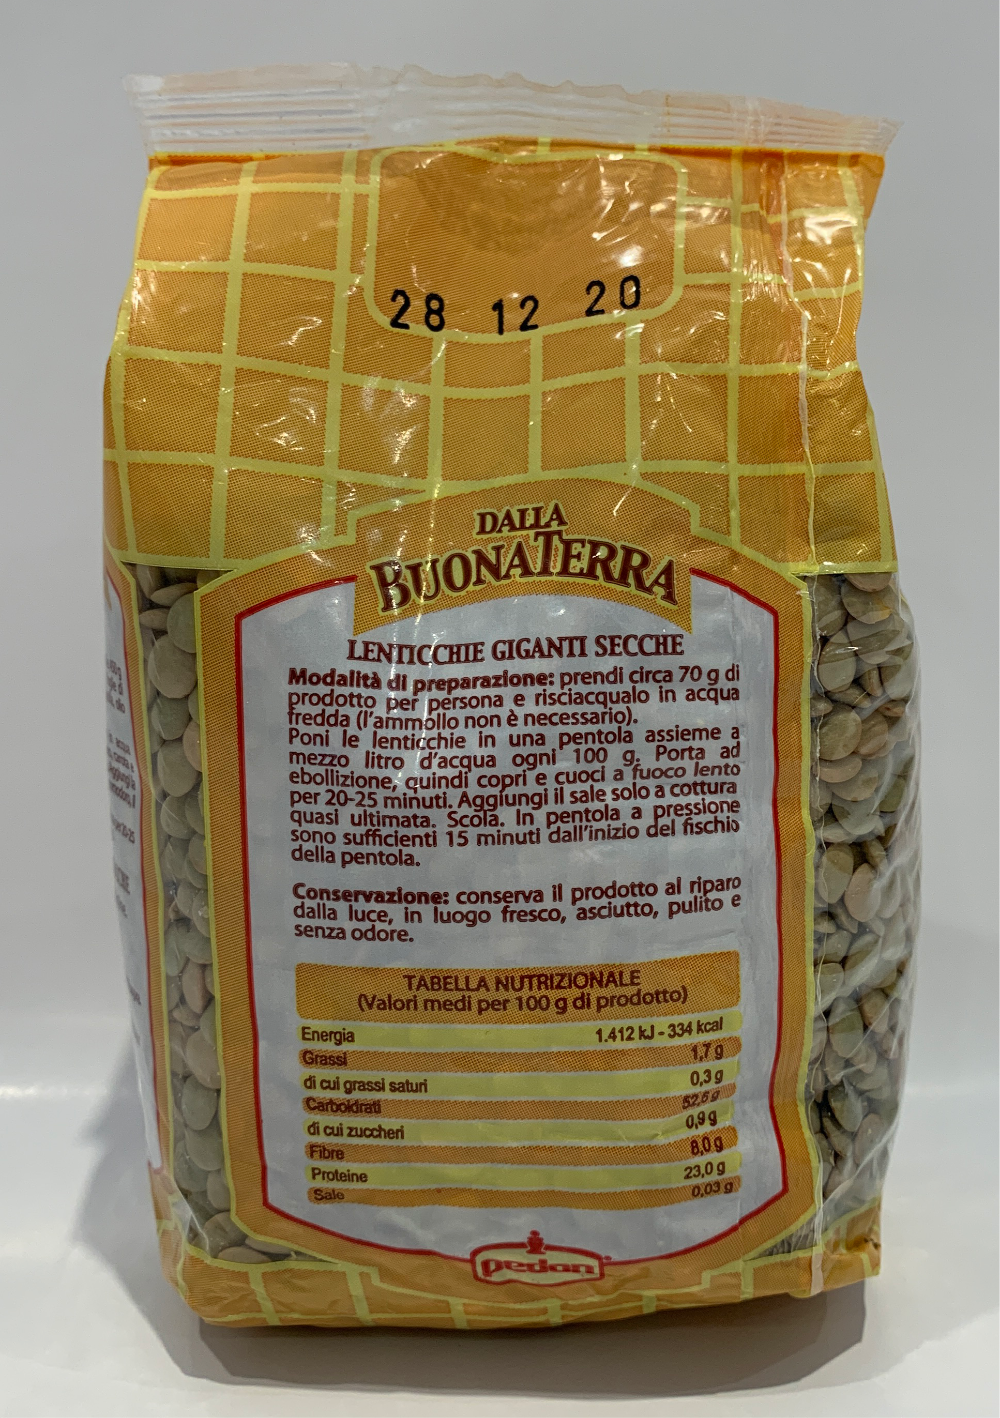 28 12 20
DALLA
BUONATERRA
LENTICCHIE GIGANTI SECCHE
Modalità di preparazione: prendi circa 70 g di
prodotto per persona e risciacqualo in acqua
fredda (l'ammollo non è necessario).
Poni le lenticchie in una pentola assieme a
mezzo litro d'acqua ogni 100 g. Porta ad
ebollizione, quindi copri e cuoci a fuoco lento
per 20-25 minuti. Aggiungi il sale solo a cottura
quasi ultimata. Scola. In pentola a pressione
sono sufficienti 15 minuti dall'inizio del fischio
della pentola.
Conservazione: conserva il prodotto al riparo
dalla luce, in luogo fresco, asciutto, pulito e
senza odore.
TABELLA NUTRIZIONALE
(Valori medi per 100 g di prodotto)
Energia 1.412 kJ - 334 kcal
Grassi 1,7 g
di cui grassi saturi 0,3 g
Carboidrati 52,6 g
di cui zuccheri 0,9 g
Fibre 8,0 g
Proteine 23,0 g
Sale 0,03 g
pedon